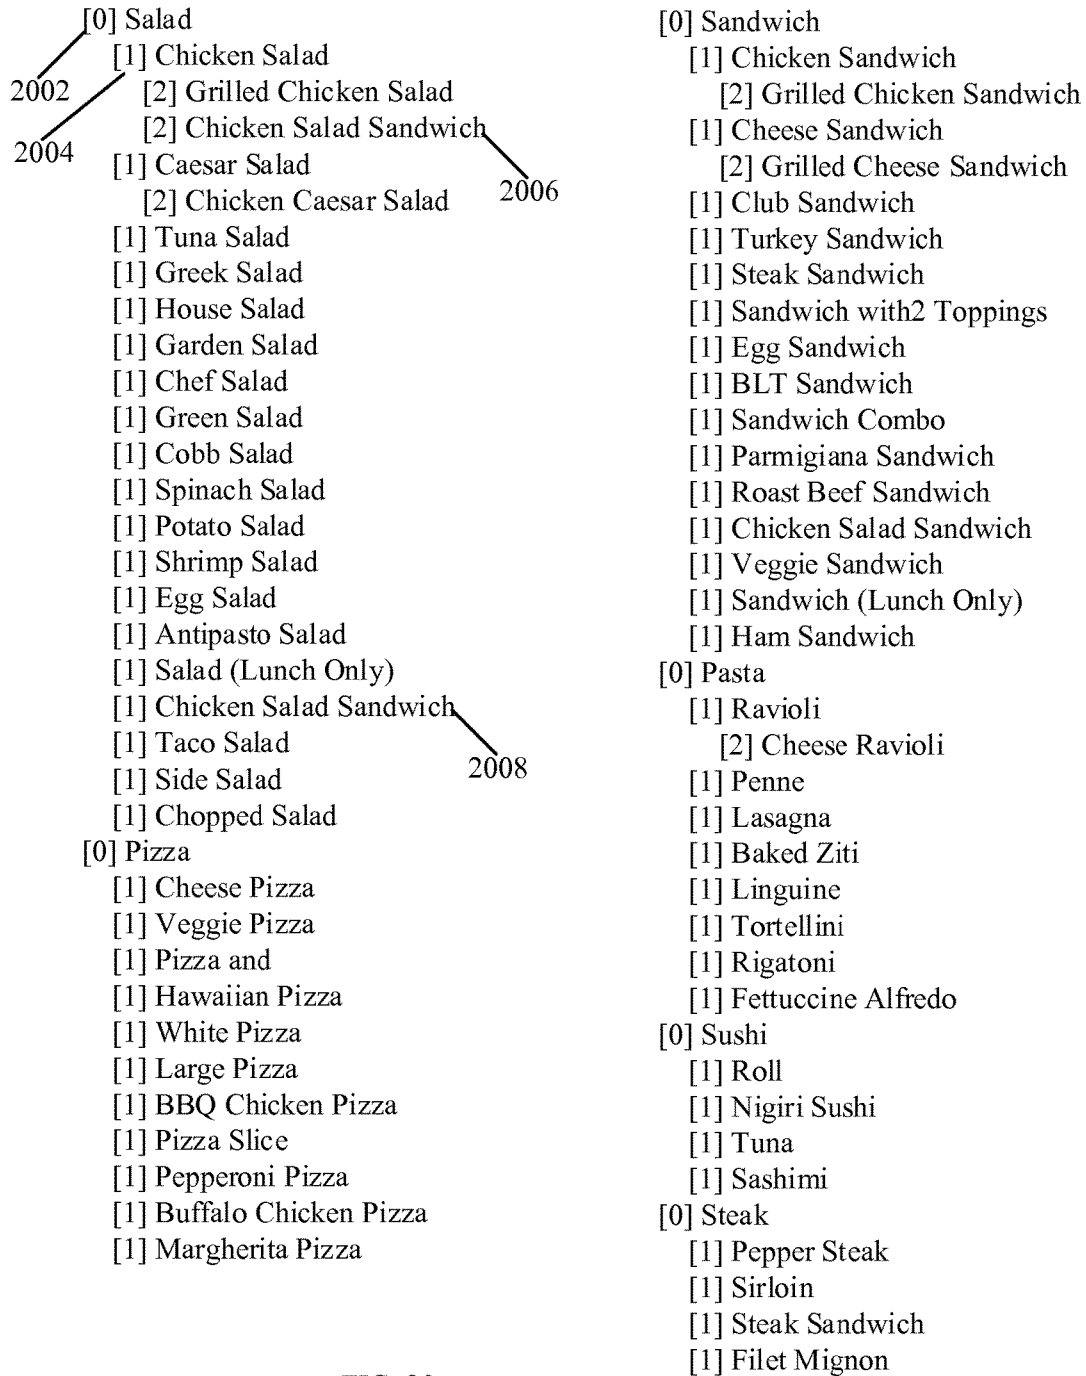 [0] Salad
[1] Chicken Salad
2002
[2] Grilled Chicken Salad
[2] Chicken Salad Sandwich
2004
[1] Caesar Salad
2006
[2] Chicken Caesar Salad
[1] Tuna Salad
[1] Greek Salad
[1] House Salad
[1] Garden Salad
[1] Chef Salad
[1] Green Salad
[1] Cobb Salad
[1] Spinach Salad
[1] Potato Salad
[1] Shrimp Salad
[1] Egg Salad
[1] Antipasto Salad
[1] Salad (Lunch Only)
[1] Chicken Salad Sandwich
[1] Taco Salad
2008
[1] Side Salad
[1] Chopped Salad
[0] Pizza
[1] Cheese Pizza
[1] Veggie Pizza
[1] Pizza and
[1] Hawaiian Pizza
[1] White Pizza
[1] Large Pizza
[1] BBQ Chicken Pizza
[1] Pizza Slice
[1] Pepperoni Pizza
[1] Buffalo Chicken Pizza
[1] Margherita Pizza
[0] Sandwich
[1] Chicken Sandwich
[2] Grilled Chicken Sandwich
[1] Cheese Sandwich
[2] Grilled Cheese Sandwich
[1] Club Sandwich
[1] Turkey Sandwich
[1] Steak Sandwich
[1] Sandwich with2 Toppings
[1] Egg Sandwich
[1] BLT Sandwich
[1] Sandwich Combo
[1] Parmigiana Sandwich
[1] Roast Beef Sandwich
[1] Chicken Salad Sandwich
[1] Veggie Sandwich
[1] Sandwich (Lunch Only)
[1] Ham Sandwich
[0] Pasta
[1] Ravioli
[2] Cheese Ravioli
[1] Penne
[1] Lasagna
[1] Baked Ziti
[1] Linguine
[1] Tortellini
[1] Rigatoni
[1] Fettuccine Alfredo
[0] Sushi
[1] Roll
[1] Nigiri Sushi
[1] Tuna
[1] Sashimi
[0] Steak
[1] Pepper Steak
[1] Sirloin
[1] Steak Sandwich
[1] Filet Mignon